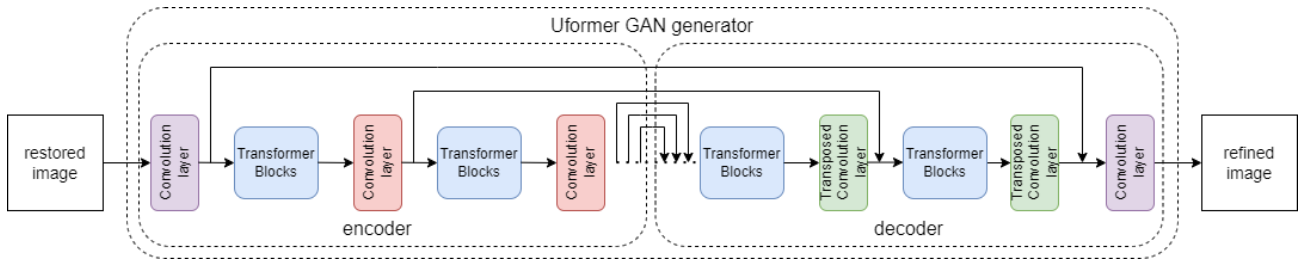 Uformer GAN generator
restored
image
Convolution
layer
Transformer
Blocks
Convolution
layer
Transformer
Blocks
Convolution
layer
encoder
Transformer
Blocks
Transposed
Convolution
layer
Transformer
Blocks
Transposed
Convolution
layer
Convolution
layer
decoder
refined
image